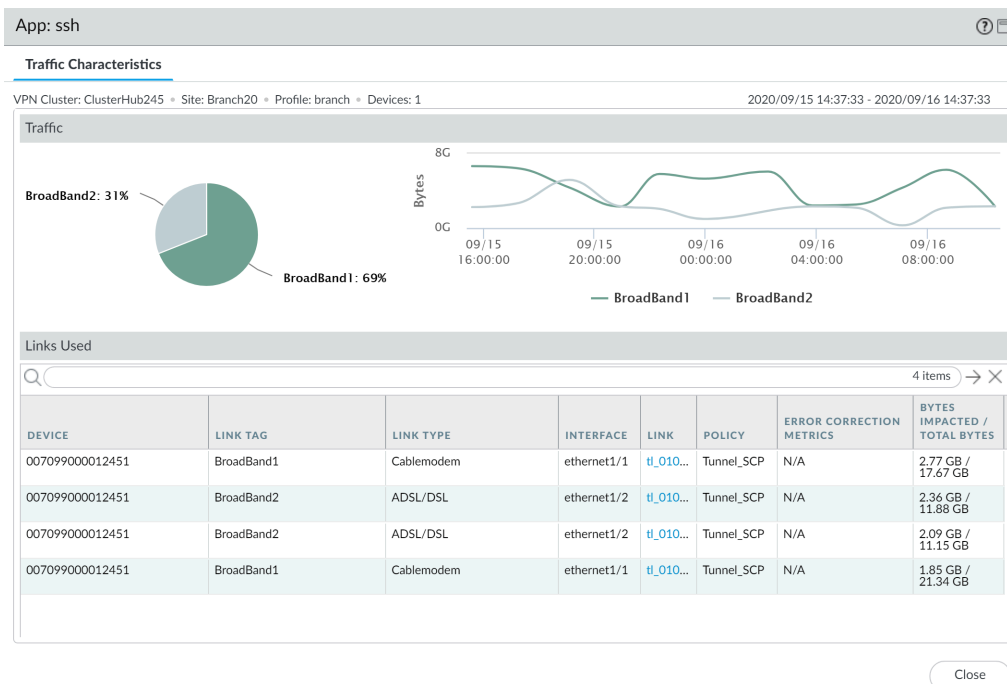 App: ssh
Traffic Characteristics
VPN Cluster: ClusterHub245 • Site: Branch20 • Profile: branch • Devices: 1
2020/09/15 14:37:33 - 2020/09/16 14:37:33
Traffic
BroadBand2: 31%
BroadBand1: 69%
8G
Bytes
0G
09/15 09/15 09/16 09/16 09/16
16:00:00 20:00:00 00:00:00 04:00:00 08:00:00
BroadBand1 BroadBand2
Links Used
4 items
DEVICE LINK TAG LINK TYPE INTERFACE LINK POLICY ERROR CORRECTION METRICS BYTES IMPACTED / TOTAL BYTES
007099000012451 BroadBand1 Cablemodem ethernet1/1 tl_010... Tunnel_SCP N/A 2.77 GB / 17.67 GB
007099000012451 BroadBand2 ADSL/DSL ethernet1/2 tl_010... Tunnel_SCP N/A 2.36 GB / 11.88 GB
007099000012451 BroadBand2 ADSL/DSL ethernet1/2 tl_010... Tunnel_SCP N/A 2.09 GB / 11.15 GB
007099000012451 BroadBand1 Cablemodem ethernet1/1 tl_010... Tunnel_SCP N/A 1.85 GB / 21.34 GB
Close